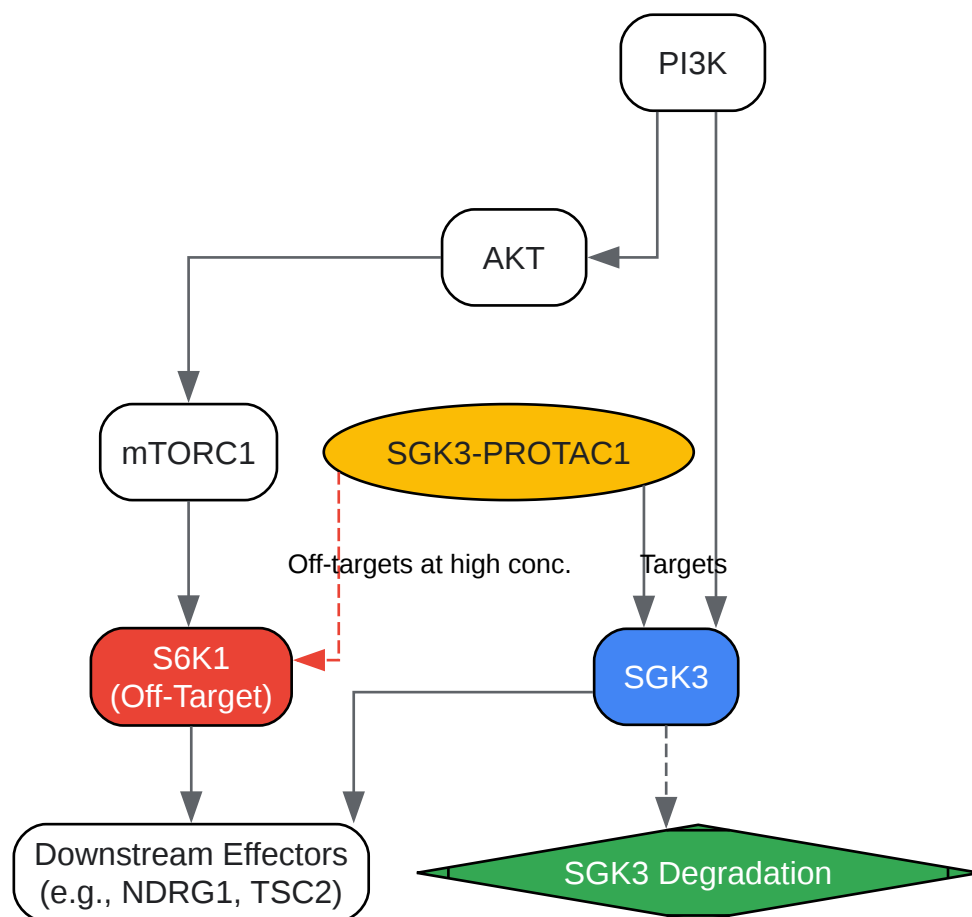 PI3K
AKT
mTORC1
SGK3-PROTAC1
Off-targets at high conc.
Targets
S6K1
(Off-Target)
SGK3
Downstream Effectors
(e.g., NDRG1, TSC2)
SGK3 Degradation